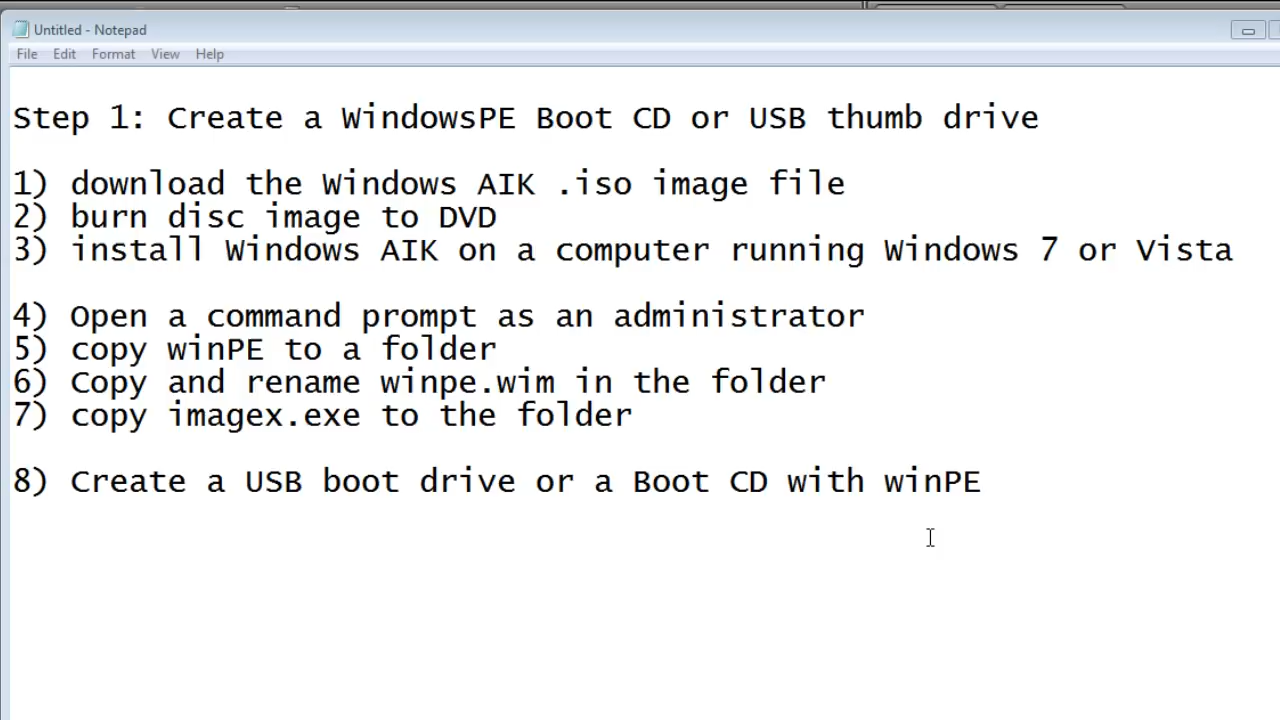 Untitled - Notepad
File Edit Format View Help
Step 1: Create a WindowsPE Boot CD or USB thumb drive
1) download the Windows AIK .iso image file
2) burn disc image to DVD
3) install Windows AIK on a computer running Windows 7 or Vista
4) Open a command prompt as an administrator
5) copy winPE to a folder
6) Copy and rename winpe.wim in the folder
7) copy imagex.exe to the folder
8) Create a USB boot drive or a Boot CD with winPE